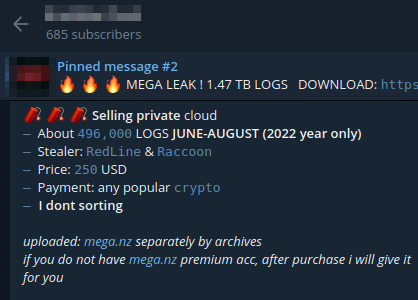 685 subscribers
Pinned message #2
🔥 🔥 🔥 MEGA LEAK ! 1.47 TB LOGS DOWNLOAD: https
🧨 🧨 🧨 Selling private cloud
– About 496,000 LOGS JUNE-AUGUST (2022 year only)
– Stealer: RedLine & Raccoon
– Price: 250 USD
– Payment: any popular crypto
– I dont sorting
uploaded: mega.nz separately by archives
if you do not have mega.nz premium acc, after purchase i will give it
for you